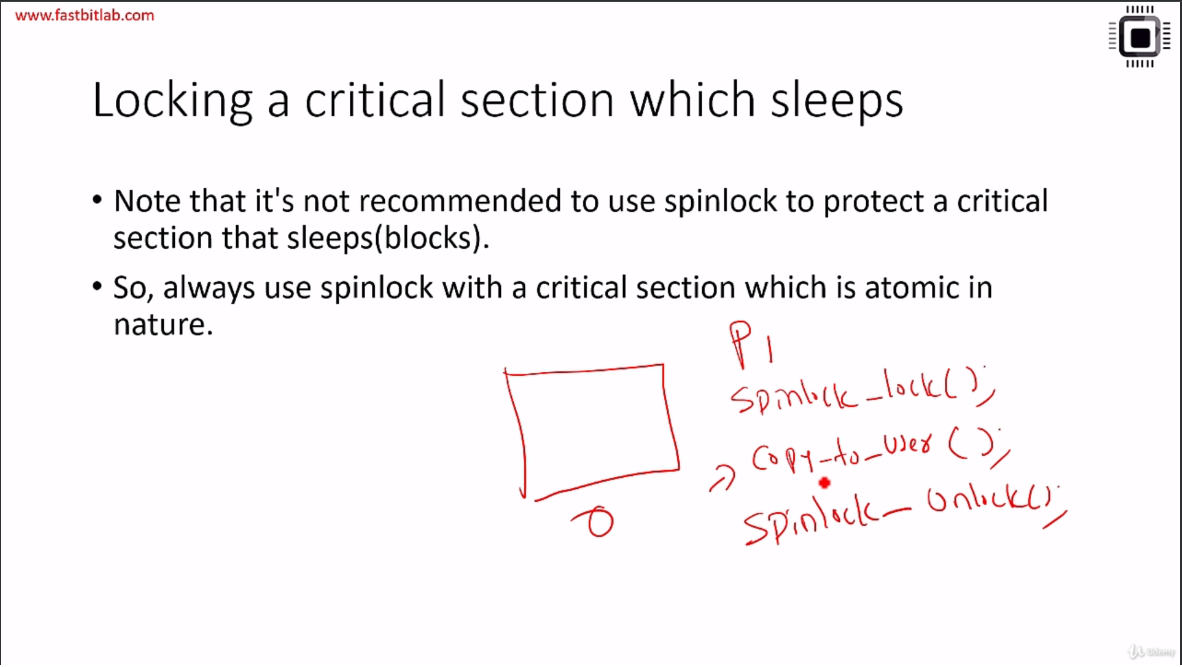 www.fastbitlab.com
Locking a critical section which sleeps
• Note that it's not recommended to use spinlock to protect a critical
section that sleeps(blocks).
• So, always use spinlock with a critical section which is atomic in
nature.
P1
spinlock_lock();
copy_to_user();
spinlock_unlock();
0
Udemy